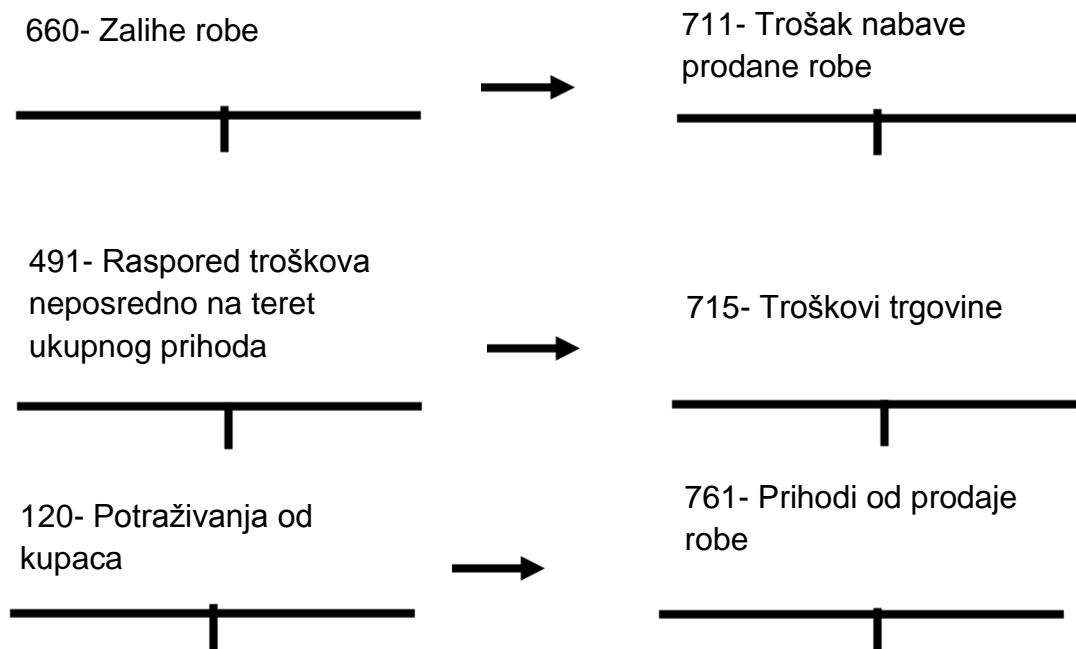 660- Zalihe robe
711- Trošak nabave
prodane robe
491- Raspored troškova
neposredno na teret
ukupnog prihoda
715- Troškovi trgovine
120- Potraživanja od
kupaca
761- Prihodi od prodaje
robe